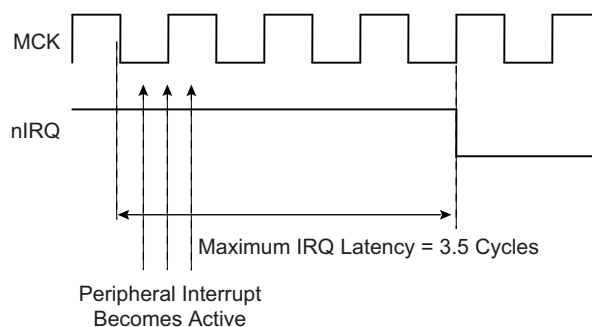 MCK
nIRQ
Maximum IRQ Latency = 3.5 Cycles
Peripheral Interrupt
Becomes Active